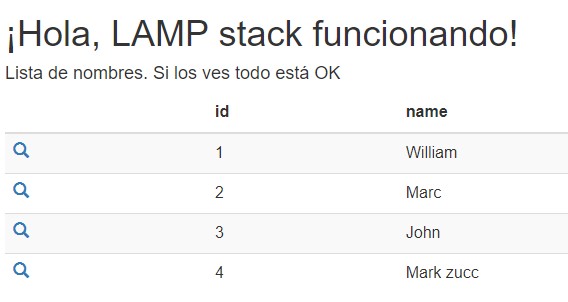 ¡Hola, LAMP stack funcionando!
Lista de nombres. Si los ves todo está OK
id name
1 William
2 Marc
3 John
4 Mark zucc